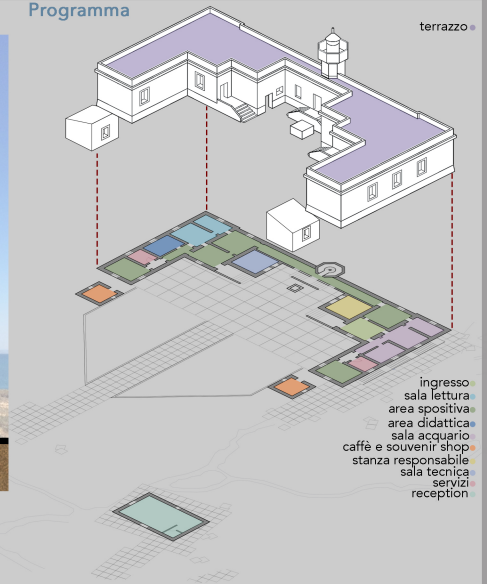 Programma
terrazzo
ingresso
sala lettura
area spositiva
area didattica
sala acquario
caffè e souvenir shop
stanza responsabile
sala tecnica
servizi
reception